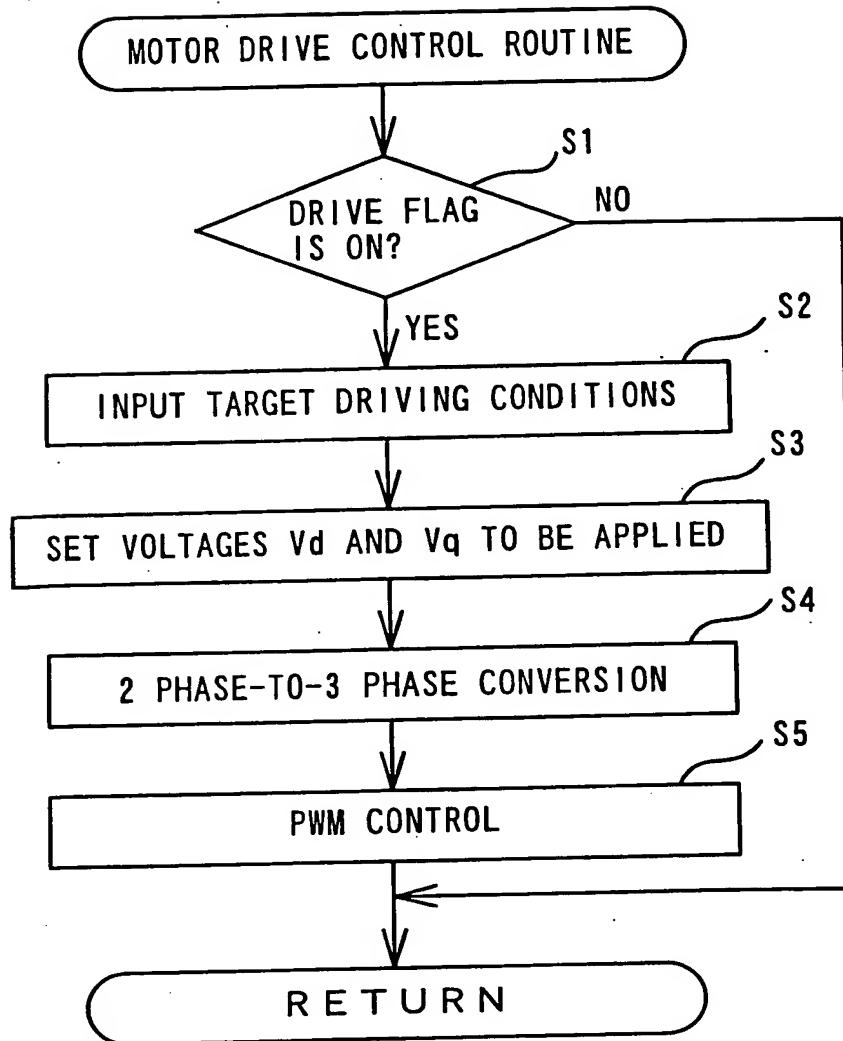 MOTOR DRIVE CONTROL ROUTINE
S1
DRIVE FLAG
IS ON?
NO
YES
S2
INPUT TARGET DRIVING CONDITIONS
S3
SET VOLTAGES Vd AND Vq TO BE APPLIED
S4
2 PHASE-TO-3 PHASE CONVERSION
S5
PWM CONTROL
RETURN